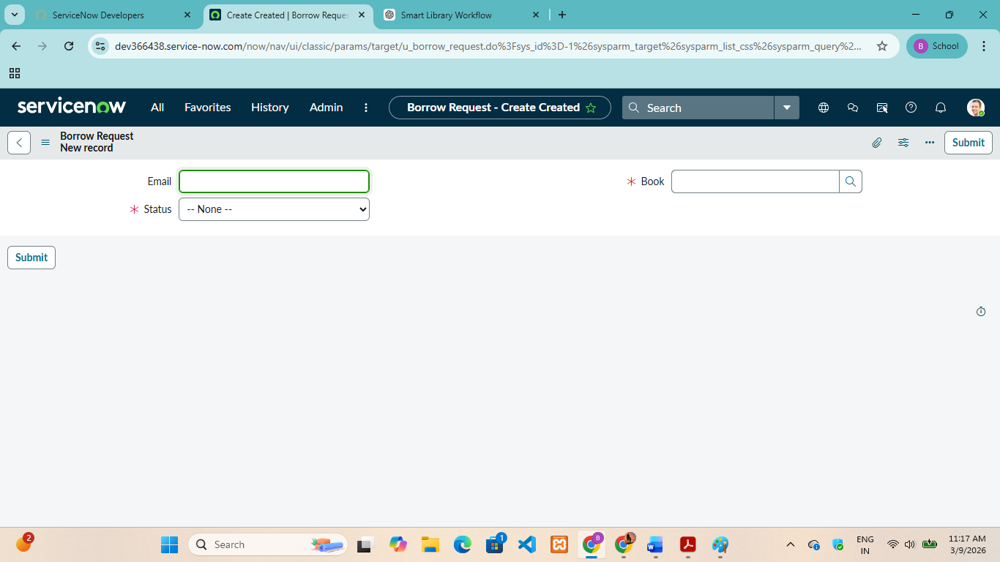 ServiceNow Developers
Create Created | Borrow Reques
Smart Library Workflow
dev366438.service-now.com/now/nav/ui/classic/params/target/u_borrow_request.do%3Fsys_id%3D-1%26sysparm_target%26sysparm_list_css%26sysparm_query%2...
B School
servicenow
All
Favorites
History
Admin
Borrow Request - Create Created
Search
Borrow Request
New record
Submit
Email
Book
Status
-- None --
Submit
2
Search
1
B
ENG
IN
11:17 AM
3/9/2026